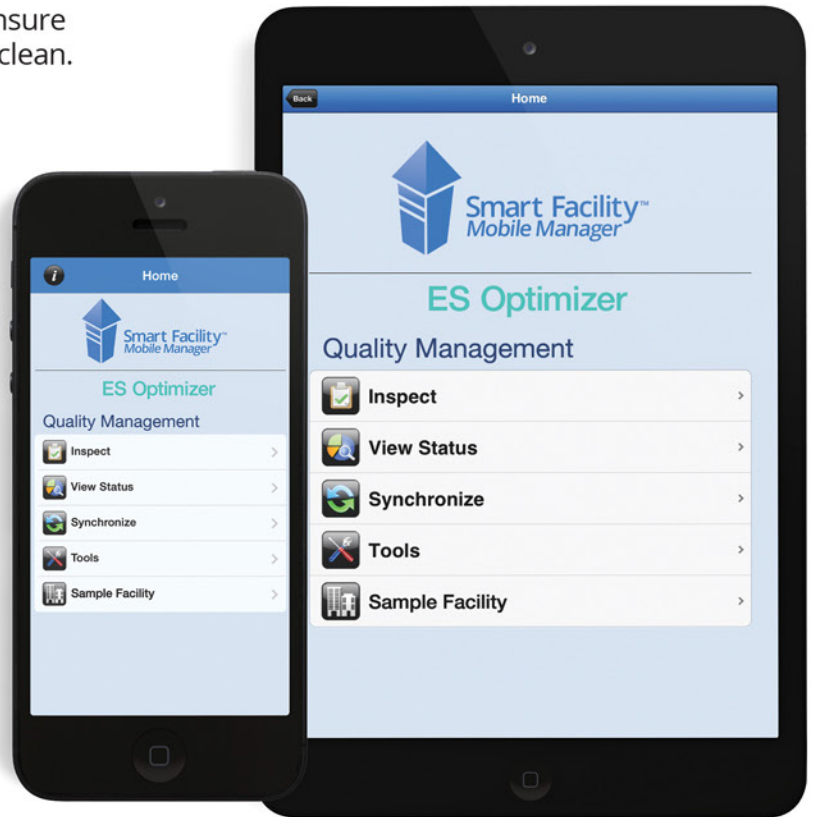 nsure
clean.
Back
Home
Smart Facility™
Mobile Manager
ES Optimizer
Quality Management
Inspect
View Status
Synchronize
Tools
Sample Facility
i
Home
Smart Facility™
Mobile Manager
ES Optimizer
Quality Management
Inspect
View Status
Synchronize
Tools
Sample Facility